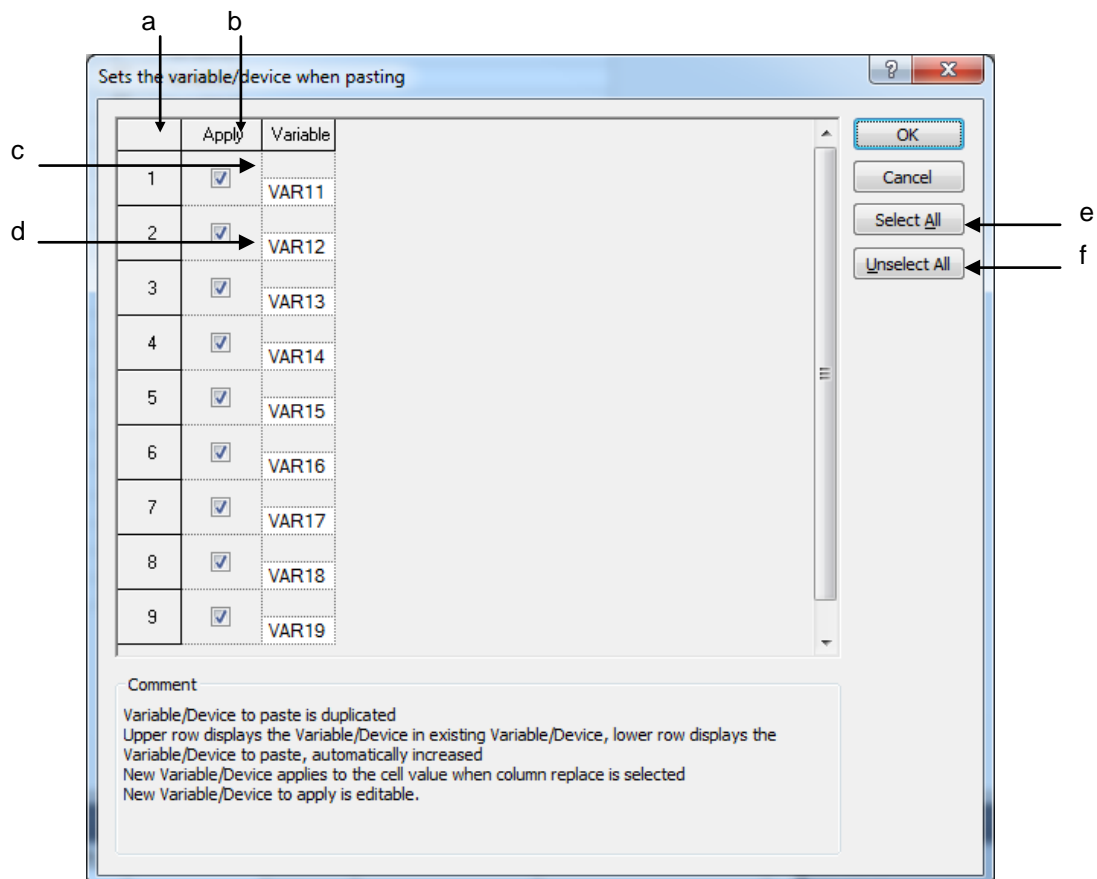 a b
Sets the variable/device when pasting
Apply Variable
OK
c
1 VAR11
Cancel
Select All
e
d
2 VAR12
Unselect All
f
3 VAR13
4 VAR14
5 VAR15
6 VAR16
7 VAR17
8 VAR18
9 VAR19
Comment
Variable/Device to paste is duplicated
Upper row displays the Variable/Device in existing Variable/Device, lower row displays the
Variable/Device to paste, automatically increased
New Variable/Device applies to the cell value when column replace is selected
New Variable/Device to apply is editable.